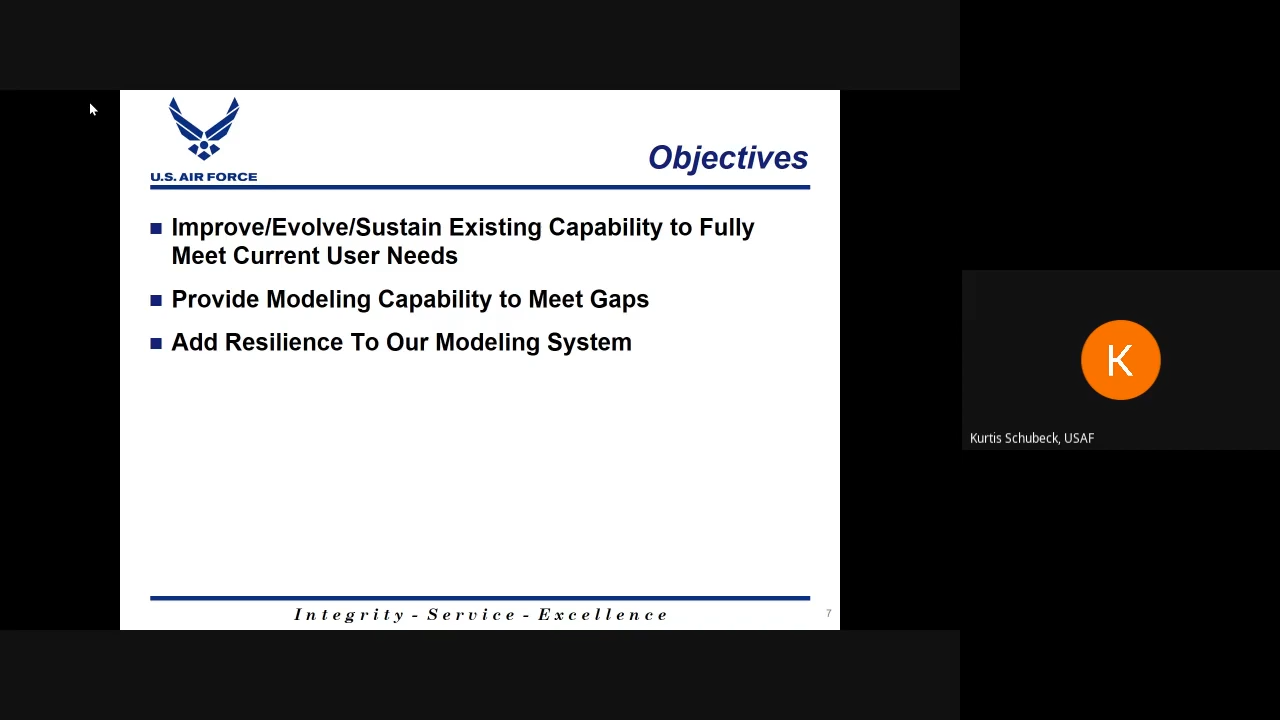 U.S. AIR FORCE
Objectives
Improve/Evolve/Sustain Existing Capability to Fully
Meet Current User Needs
Provide Modeling Capability to Meet Gaps
Add Resilience To Our Modeling System
Integrity - Service - Excellence
7
K
Kurtis Schubeck, USAF